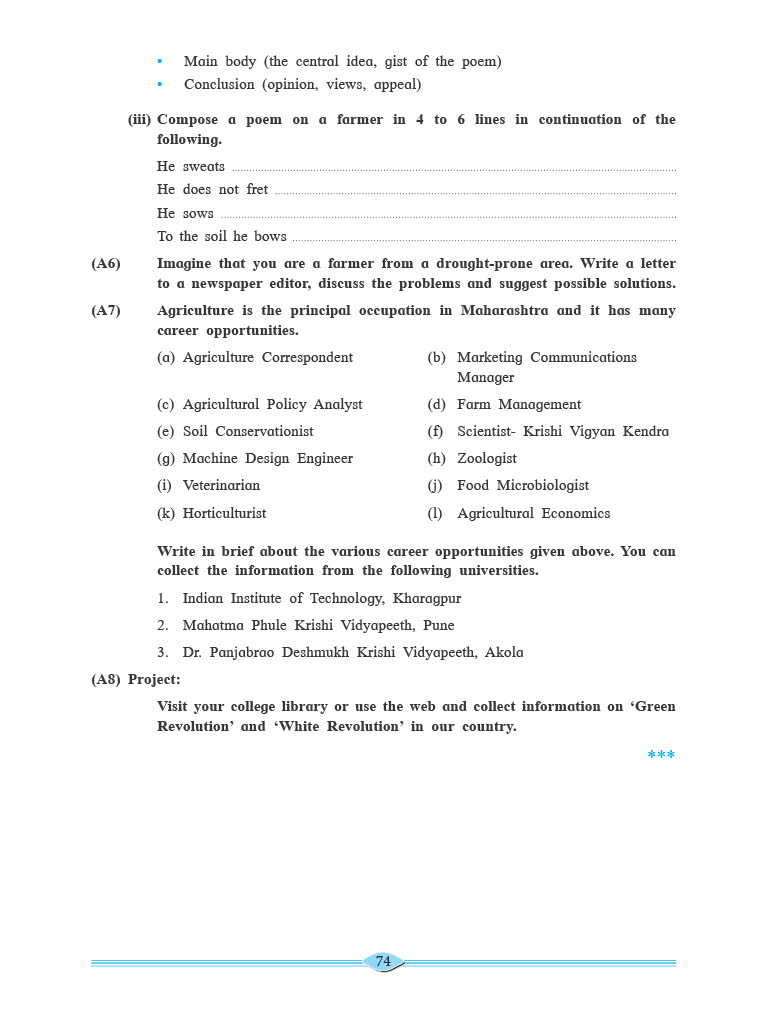 • Main body (the central idea, gist of the poem)
• Conclusion (opinion, views, appeal)
(iii) Compose a poem on a farmer in 4 to 6 lines in continuation of the
following.
He sweats ............................................................
He does not fret ............................................................
He sows ............................................................
To the soil he bows ............................................................
(A6) Imagine that you are a farmer from a drought-prone area. Write a letter
to a newspaper editor, discuss the problems and suggest possible solutions.
(A7) Agriculture is the principal occupation in Maharashtra and it has many
career opportunities.
(a) Agriculture Correspondent (b) Marketing Communications
Manager
(c) Agricultural Policy Analyst (d) Farm Management
(e) Soil Conservationist (f) Scientist- Krishi Vigyan Kendra
(g) Machine Design Engineer (h) Zoologist
(i) Veterinarian (j) Food Microbiologist
(k) Horticulturist (l) Agricultural Economics
Write in brief about the various career opportunities given above. You can
collect the information from the following universities.
1. Indian Institute of Technology, Kharagpur
2. Mahatma Phule Krishi Vidyapeeth, Pune
3. Dr. Panjabrao Deshmukh Krishi Vidyapeeth, Akola
(A8) Project:
Visit your college library or use the web and collect information on ‘Green
Revolution’ and ‘White Revolution’ in our country.
***
74